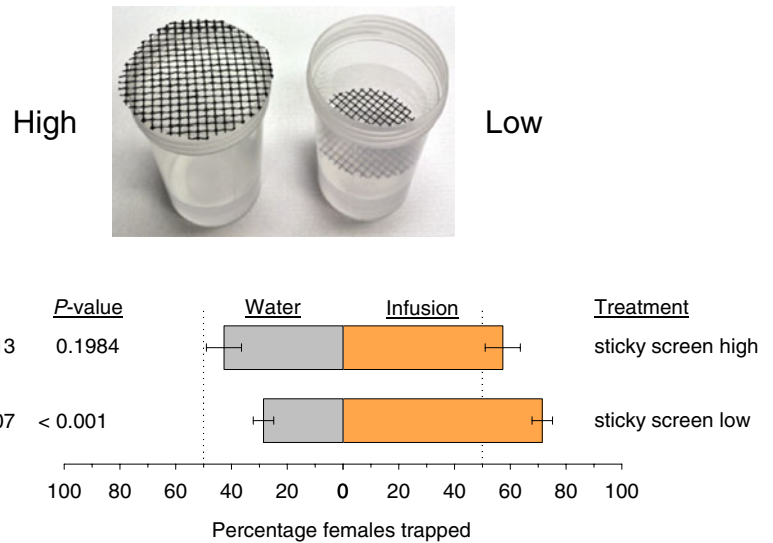 High
Low
P-value Water Infusion Treatment
3 0.1984 sticky screen high
07 < 0.001 sticky screen low
100 80 60 40 20 0 20 40 60 80 100
Percentage females trapped